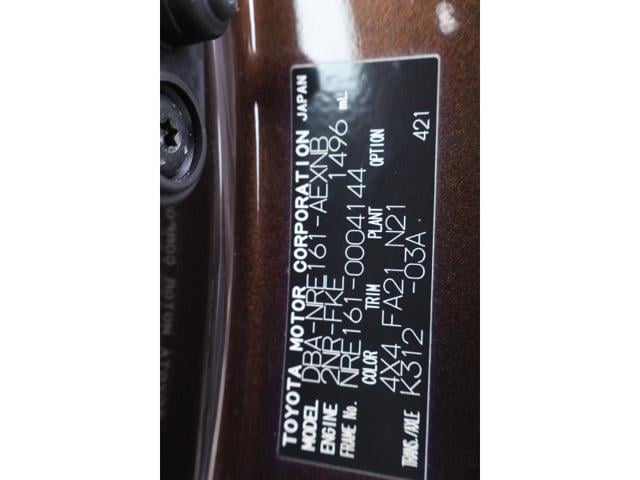 TOYOTA MOTOR CORPORATION JAPAN
MODEL DBA-NRE161-AEXNB
ENGINE 2NR-FKE 1496 mL
FRAME No. NRE161-0004144
COLOR TRIM PLANT OPTION
4X4 FA21 N21
TRANS./AXLE K312 -03A 421